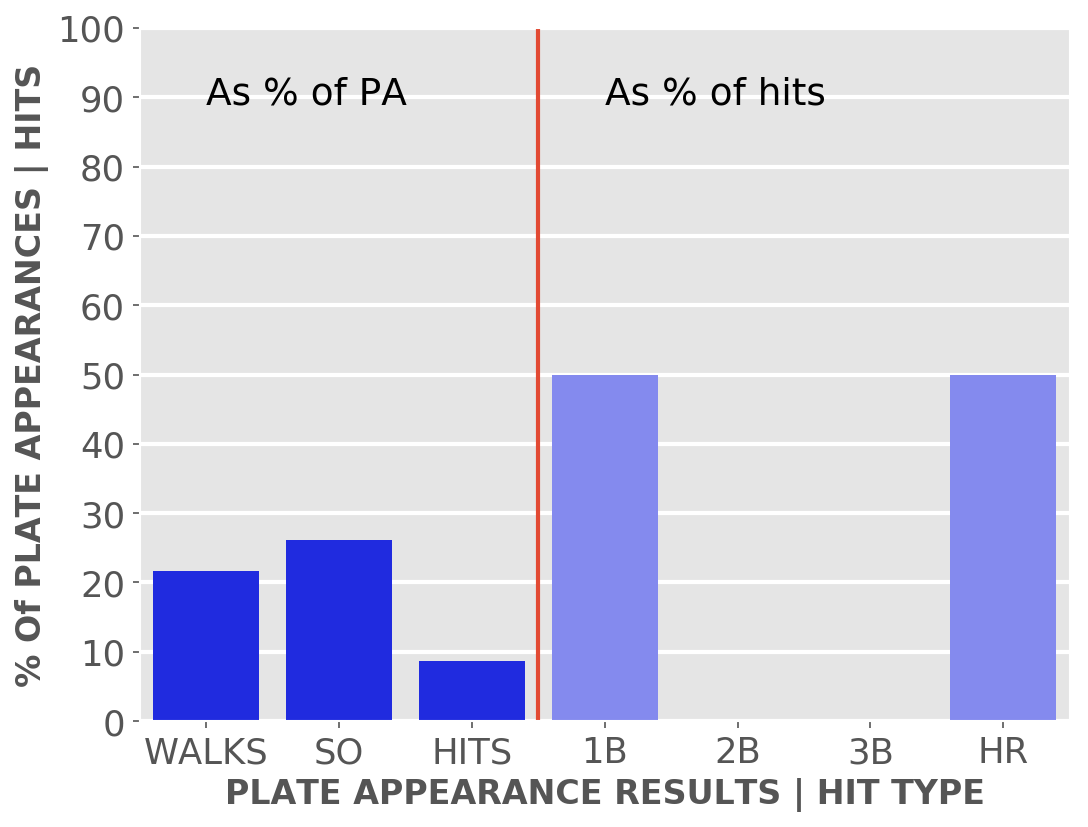 100
90
80
70
60
50
40
30
20
10
0
% Of PLATE APPEARANCES | HITS
As % of PA
As % of hits
WALKS SO HITS 1B 2B 3B HR
PLATE APPEARANCE RESULTS | HIT TYPE